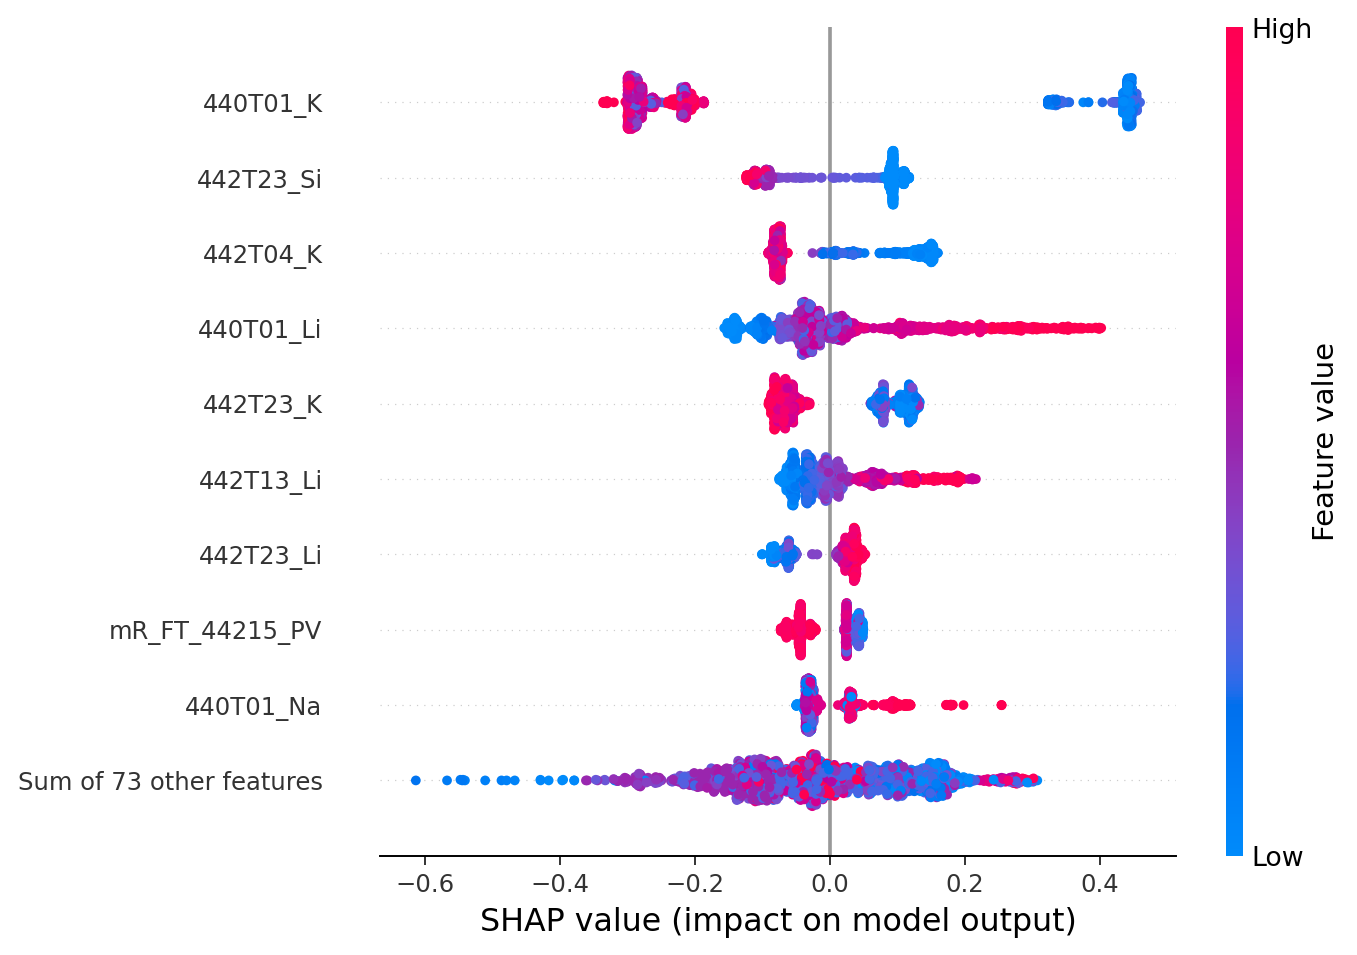 High
440T01_K
442T23_Si
442T04_K
440T01_Li
442T23_K
442T13_Li
442T23_Li
mR_FT_44215_PV
440T01_Na
Sum of 73 other features
Feature value
Low
−0.6 −0.4 −0.2 0.0 0.2 0.4
SHAP value (impact on model output)